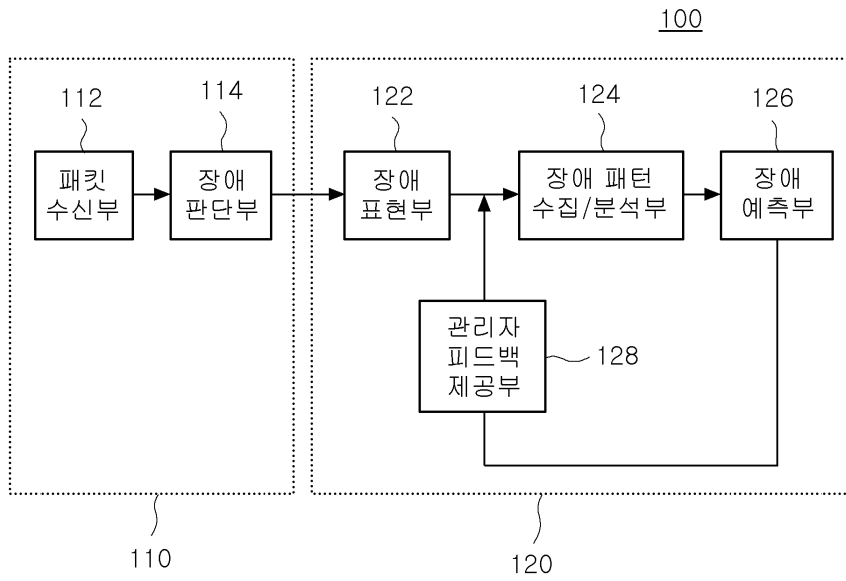 100
112
114
122
124
126
패킷
수신부
장애
판단부
장애
표현부
장애 패턴
수집/분석부
장애
예측부
관리자
피드백
제공부
128
110
120